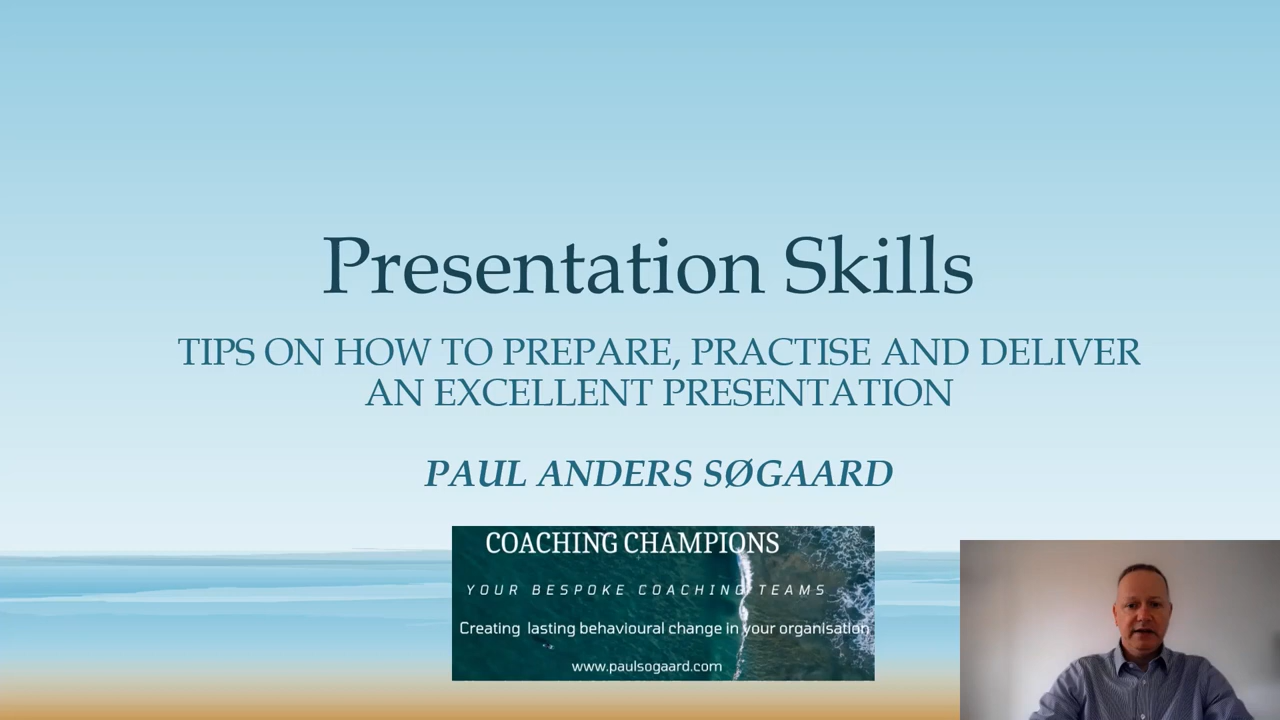 Presentation Skills
TIPS ON HOW TO PREPARE, PRACTISE AND DELIVER
AN EXCELLENT PRESENTATION
PAUL ANDERS SØGAARD
COACHING CHAMPIONS
YOUR BESPOKE COACHING TEAMS
Creating lasting behavioural change in your organisation
www.paulsogaard.com